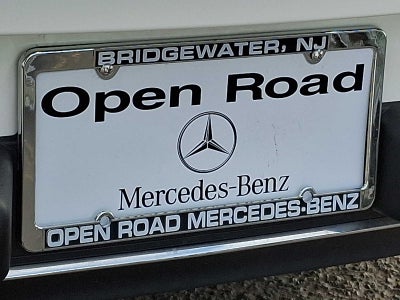 BRIDGEWATER, NJ
Open Road
Mercedes-Benz
OPEN ROAD MERCEDES-BENZ